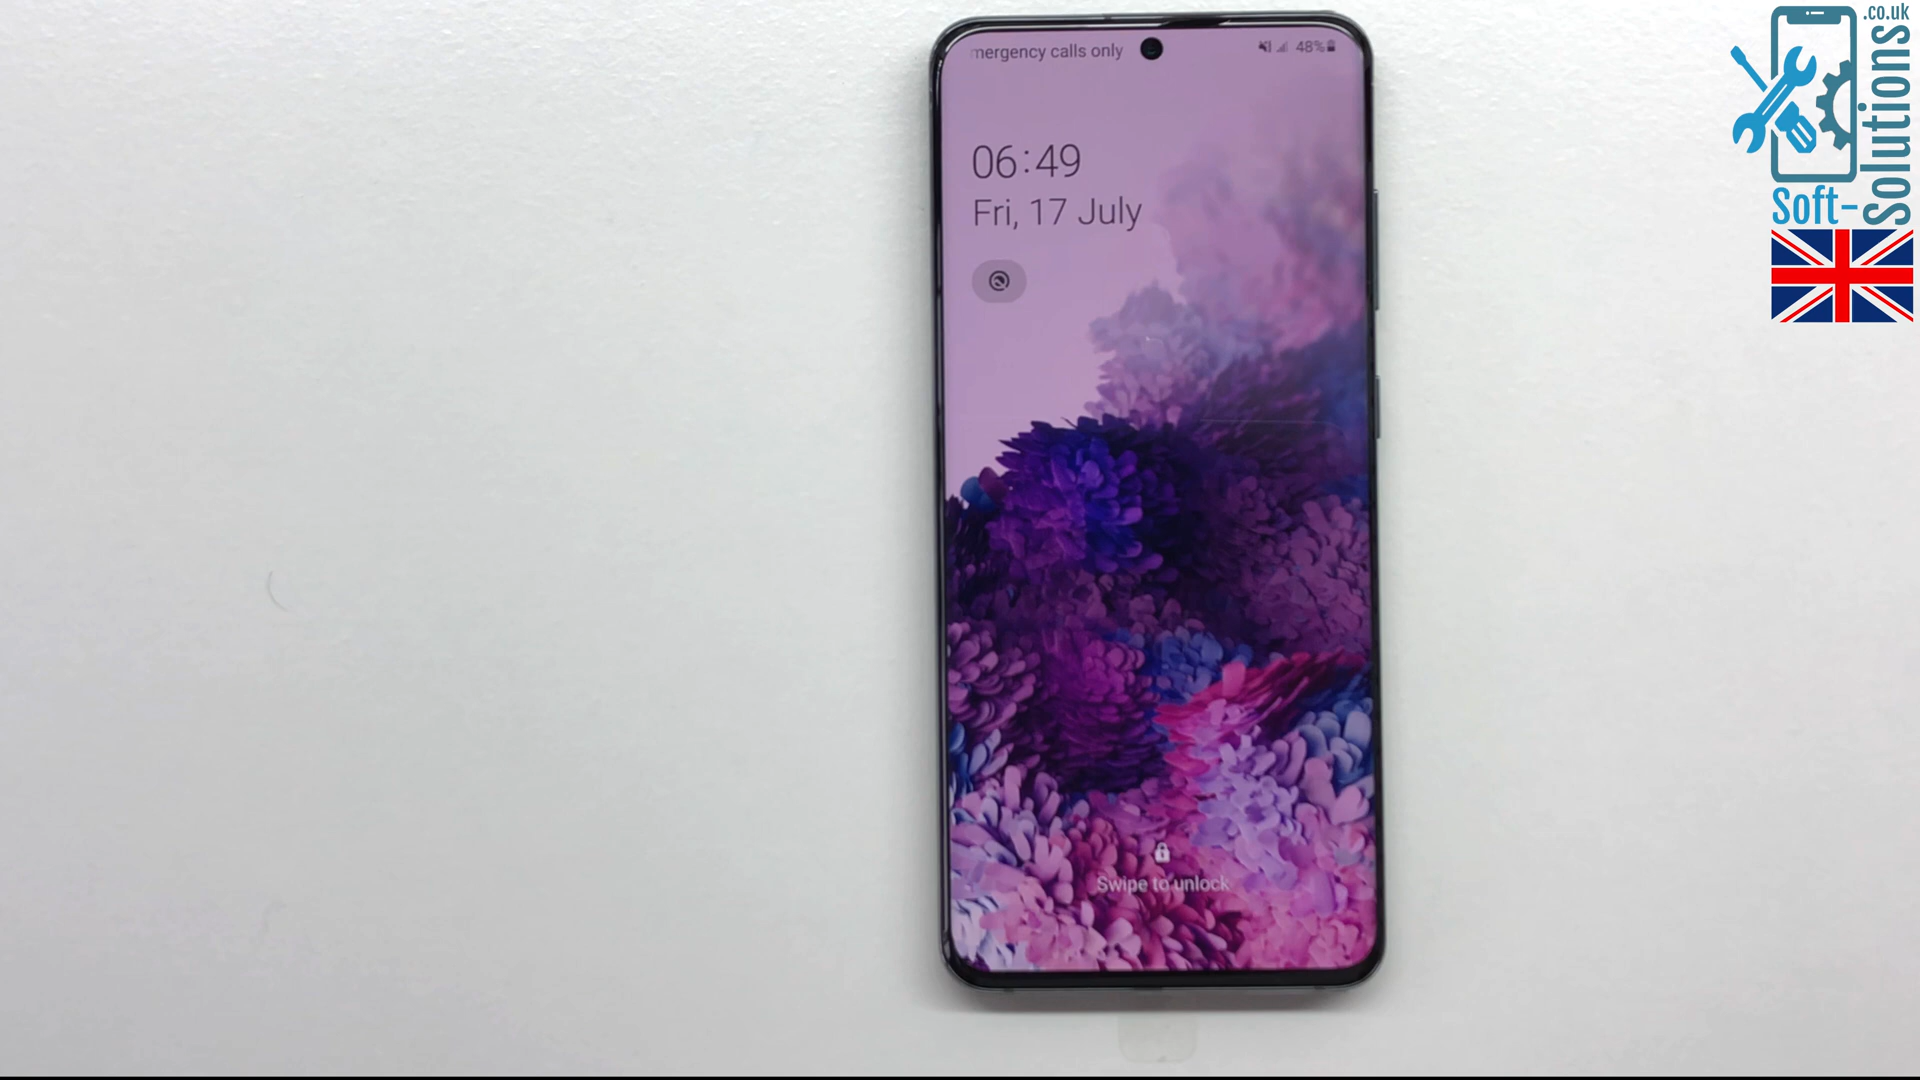 mergency calls only
48%
06:49
Fri, 17 July
Swipe to unlock
.co.uk
Soft-
Solutions